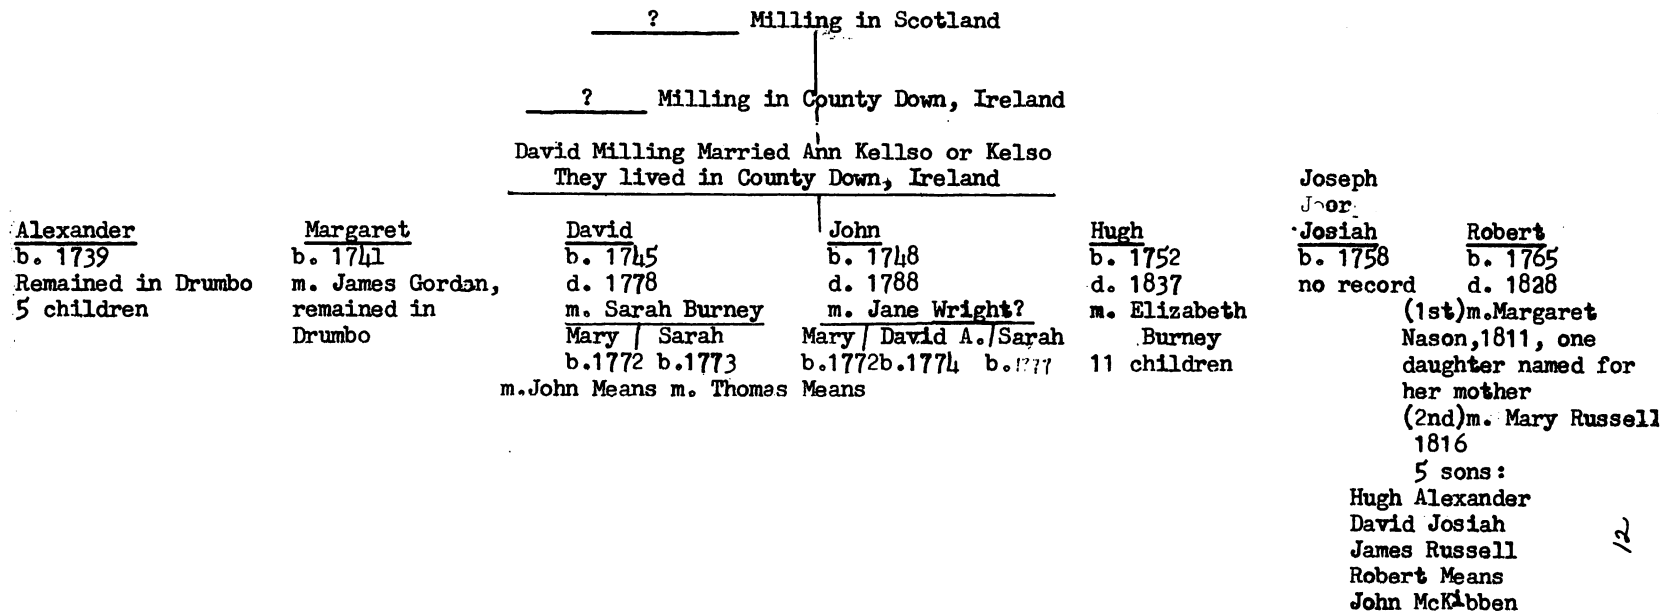 ? Milling in Scotland
? Milling in County Down, Ireland
David Milling Married Ann Kellso or Kelso
They lived in County Down, Ireland
Alexander
b. 1739
Remained in Drumbo
5 children
Margaret
b. 1741
m. James Gordon,
remained in
Drumbo
David
b. 1745
d. 1778
m. Sarah Burney
Mary / Sarah
b.1772 b.1773
m.John Means m. Thomas Means
John
b. 1748
d. 1788
m. Jane Wright?
Mary / David A./Sarah
b.1772b.1774 b.1777
Hugh
b. 1752
d. 1837
m. Elizabeth
Burney
11 children
Joseph
or
Josiah
b. 1758
no record
Robert
b. 1765
d. 1828
(1st)m.Margaret
Nason,1811, one
daughter named for
her mother
(2nd)m. Mary Russell
1816
5 sons:
Hugh Alexander
David Josiah
James Russell
Robert Means
John McKibben
12